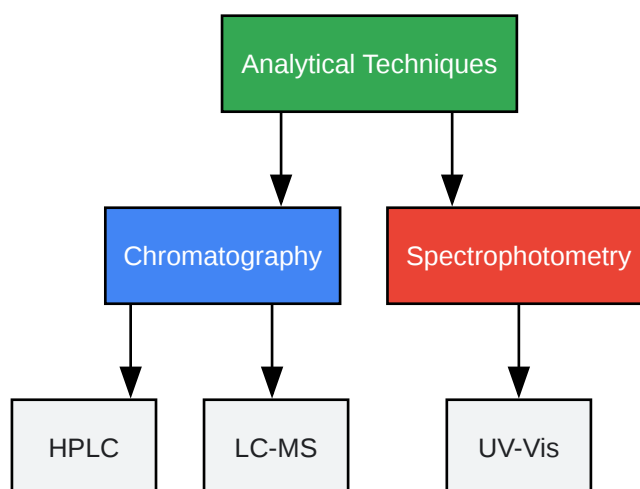 Analytical Techniques
Chromatography
Spectrophotometry
HPLC
LC-MS
UV-Vis